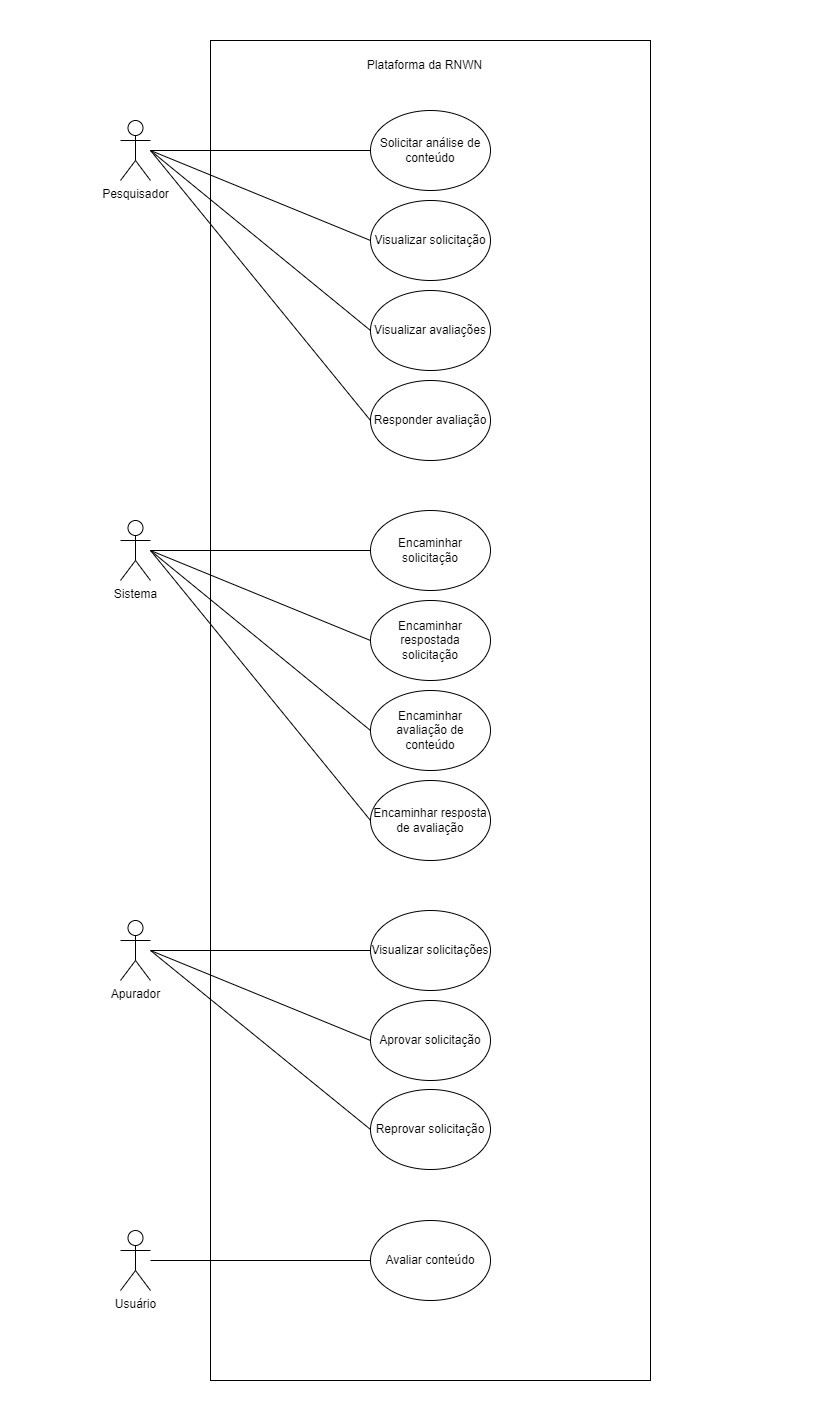 Plataforma da RNWN
Pesquisador
Solicitar análise de
conteúdo
Visualizar solicitação
Visualizar avaliações
Responder avaliação
Sistema
Encaminhar
solicitação
Encaminhar
respostada
solicitação
Encaminhar
avaliação de
conteúdo
Encaminhar resposta
de avaliação
Apurador
Visualizar solicitações
Aprovar solicitação
Reprovar solicitação
Usuário
Avaliar conteúdo